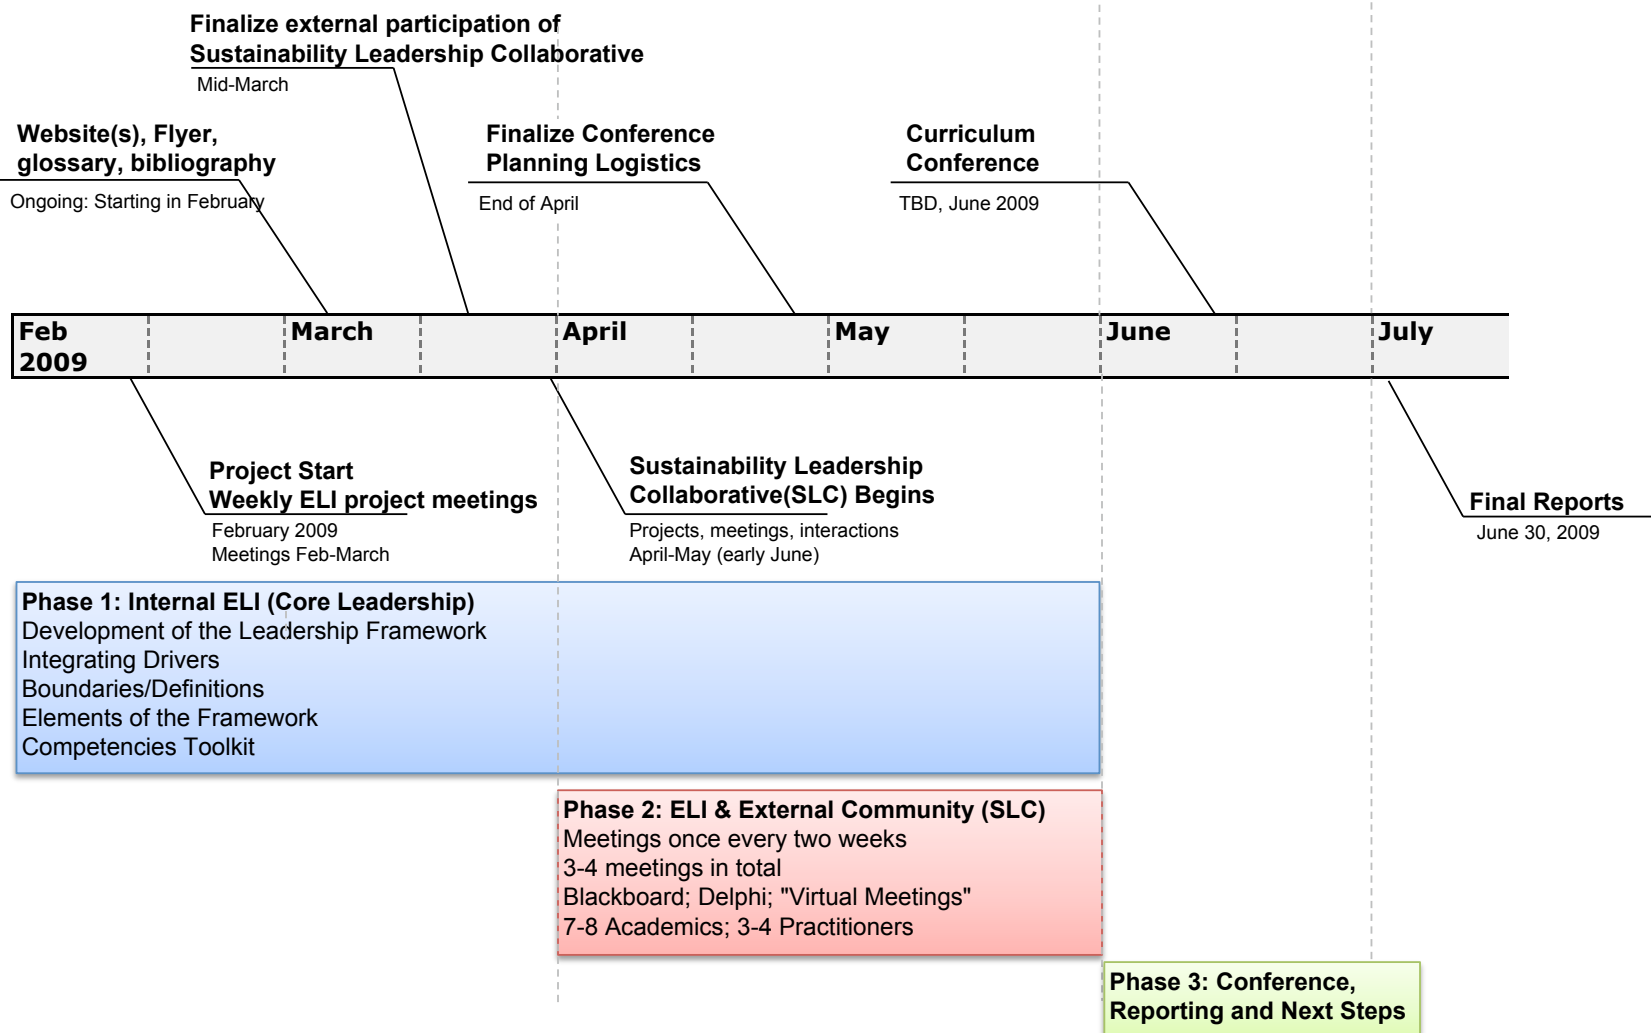 Finalize external participation of
Sustainability Leadership Collaborative
Mid-March
Website(s), Flyer,
glossary, bibliography
Ongoing: Starting in February
Finalize Conference
Planning Logistics
End of April
Curriculum
Conference
TBD, June 2009
Feb
2009
March
April
May
June
July
Project Start
Weekly ELI project meetings
February 2009
Meetings Feb-March
Sustainability Leadership
Collaborative(SLC) Begins
Projects, meetings, interactions
April-May (early June)
Final Reports
June 30, 2009
Phase 1: Internal ELI (Core Leadership)
Development of the Leadership Framework
Integrating Drivers
Boundaries/Definitions
Elements of the Framework
Competencies Toolkit
Phase 2: ELI & External Community (SLC)
Meetings once every two weeks
3-4 meetings in total
Blackboard; Delphi; "Virtual Meetings"
7-8 Academics; 3-4 Practitioners
Phase 3: Conference,
Reporting and Next Steps